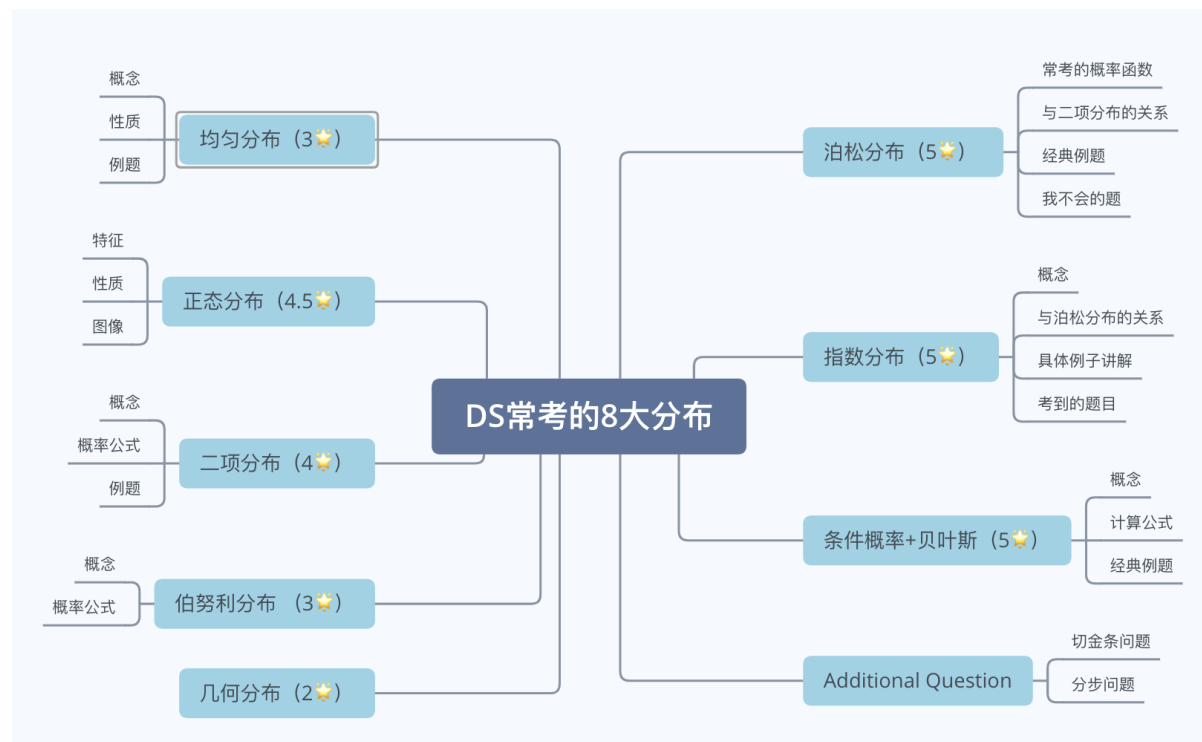 DS常考的8大分布
均匀分布（3🌟）
概念
性质
例题
正态分布（4.5🌟）
特征
性质
图像
二项分布（4🌟）
概念
概率公式
例题
伯努利分布 （3🌟）
概念
概率公式
几何分布（2🌟）
泊松分布（5🌟）
常考的概率函数
与二项分布的关系
经典例题
我不会的题
指数分布（5🌟）
概念
与泊松分布的关系
具体例子讲解
考到的题目
条件概率+贝叶斯（5🌟）
概念
计算公式
经典例题
Additional Question
切金条问题
分步问题